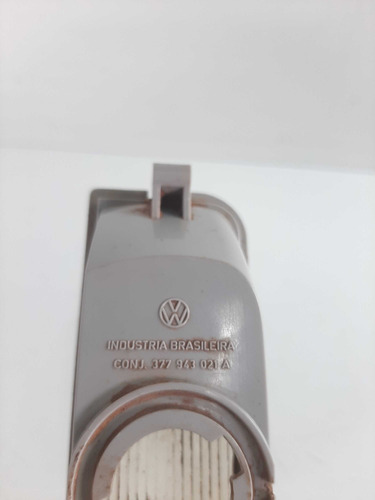 INDUSTRIA BRASILEIRA
CONJ. 377 943 021 A